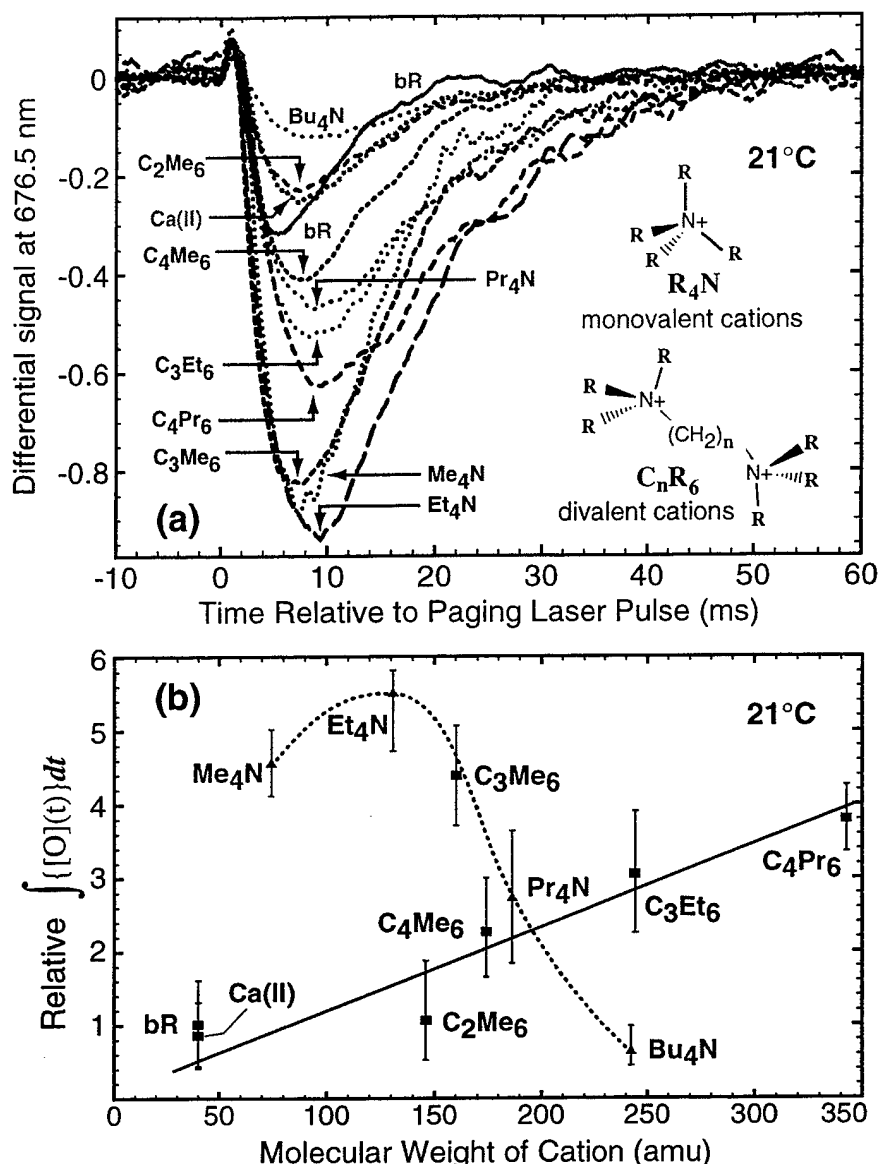 Differential signal at 676.5 nm
0
-0.2
-0.4
-0.6
-0.8
bR
Bu4N
C2Me6
Ca(II)
bR
C4Me6
Pr4N
C3Et6
C4Pr6
C3Me6
Me4N
Et4N
(a)
21°C
R
N+
R
R
R
R4N
monovalent cations
R
R
N+
R
(CH2)n
R
N+
R
R
CnR6
divalent cations
-10 0 10 20 30 40 50 60
Time Relative to Paging Laser Pulse (ms)
Relative ∫{[O](t)}dt
6
5
4
3
2
1
(b)
21°C
Et4N
Me4N
C3Me6
C4Pr6
Pr4N
C3Et6
C4Me6
Ca(II)
bR
C2Me6
Bu4N
0 50 100 150 200 250 300 350
Molecular Weight of Cation (amu)